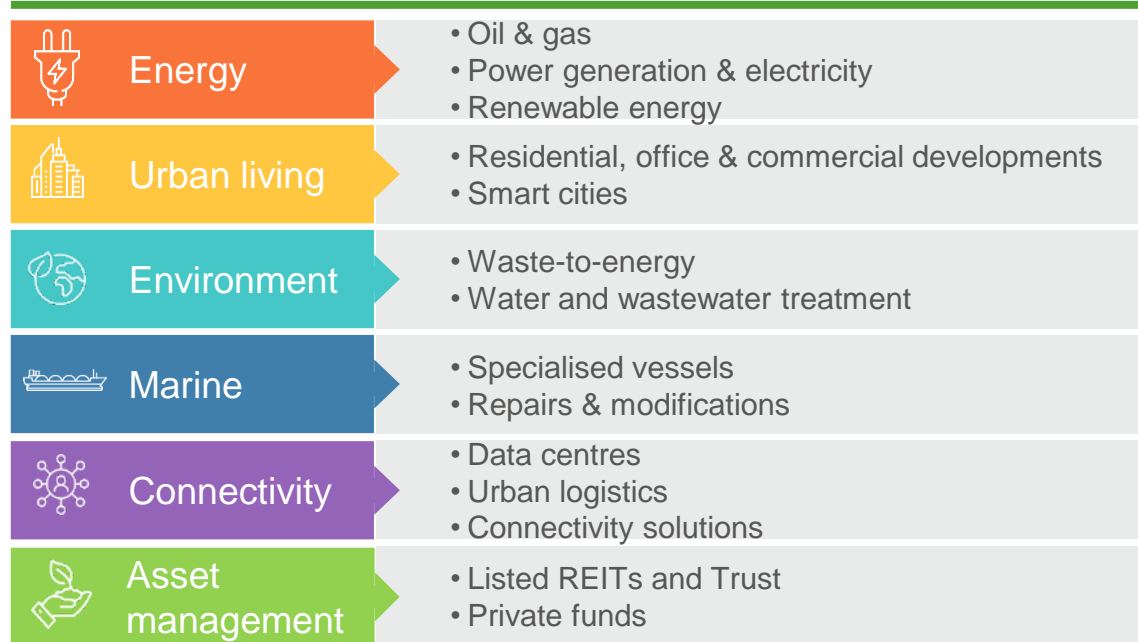 Energy
• Oil & gas
• Power generation & electricity
• Renewable energy
Urban living
• Residential, office & commercial developments
• Smart cities
Environment
• Waste-to-energy
• Water and wastewater treatment
Marine
• Specialised vessels
• Repairs & modifications
Connectivity
• Data centres
• Urban logistics
• Connectivity solutions
Asset
management
• Listed REITs and Trust
• Private funds